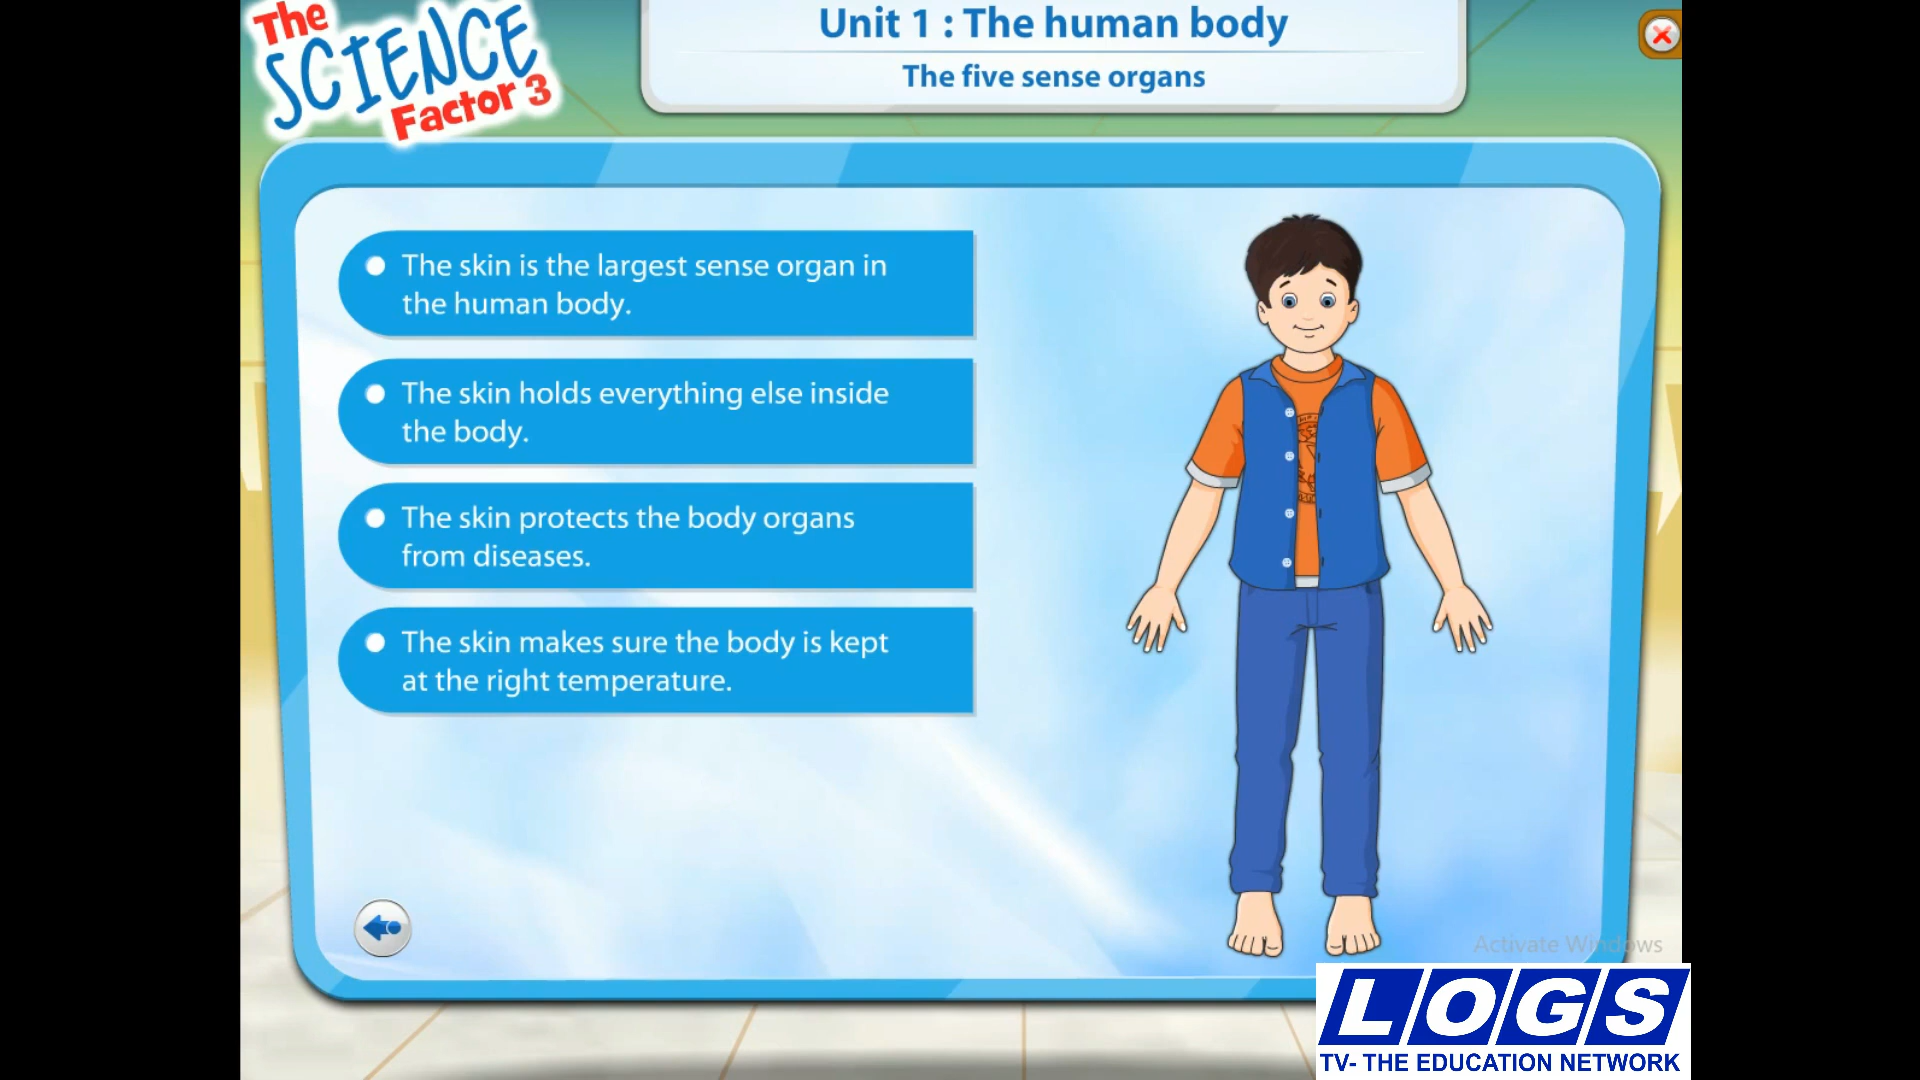 The
SCIENCE
Factor 3
Unit 1 : The human body
The five sense organs
The skin is the largest sense organ in
the human body.
The skin holds everything else inside
the body.
The skin protects the body organs
from diseases.
The skin makes sure the body is kept
at the right temperature.
Activate Windows
LOGS
TV- THE EDUCATION NETWORK